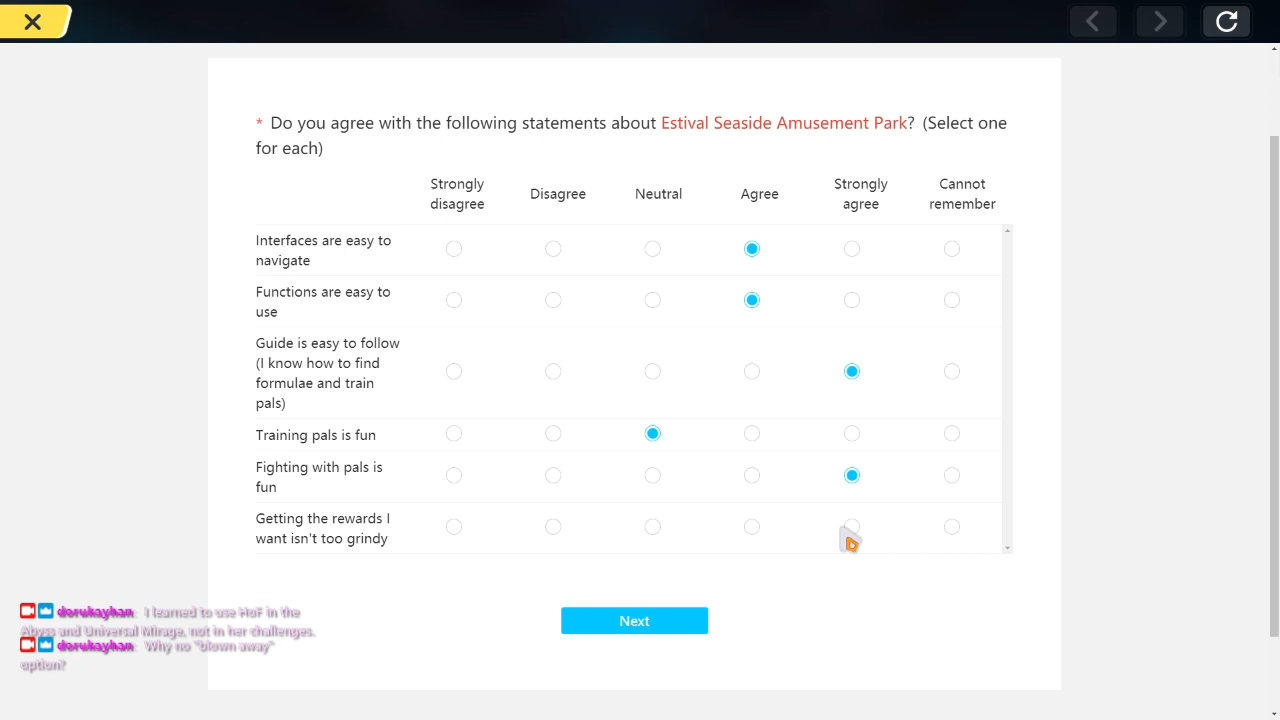 * Do you agree with the following statements about Estival Seaside Amusement Park? (Select one
for each)
Strongly disagree Disagree Neutral Agree Strongly agree Cannot remember
Interfaces are easy to
navigate
Functions are easy to
use
Guide is easy to follow
(I know how to find
formulae and train
pals)
Training pals is fun
Fighting with pals is
fun
Getting the rewards I
want isn't too grindy
Next
dorukayhan: I learned to use HoF in the
Abyss and Universal Mirage, not in her challenges.
dorukayhan: Why no "blown away"
option?